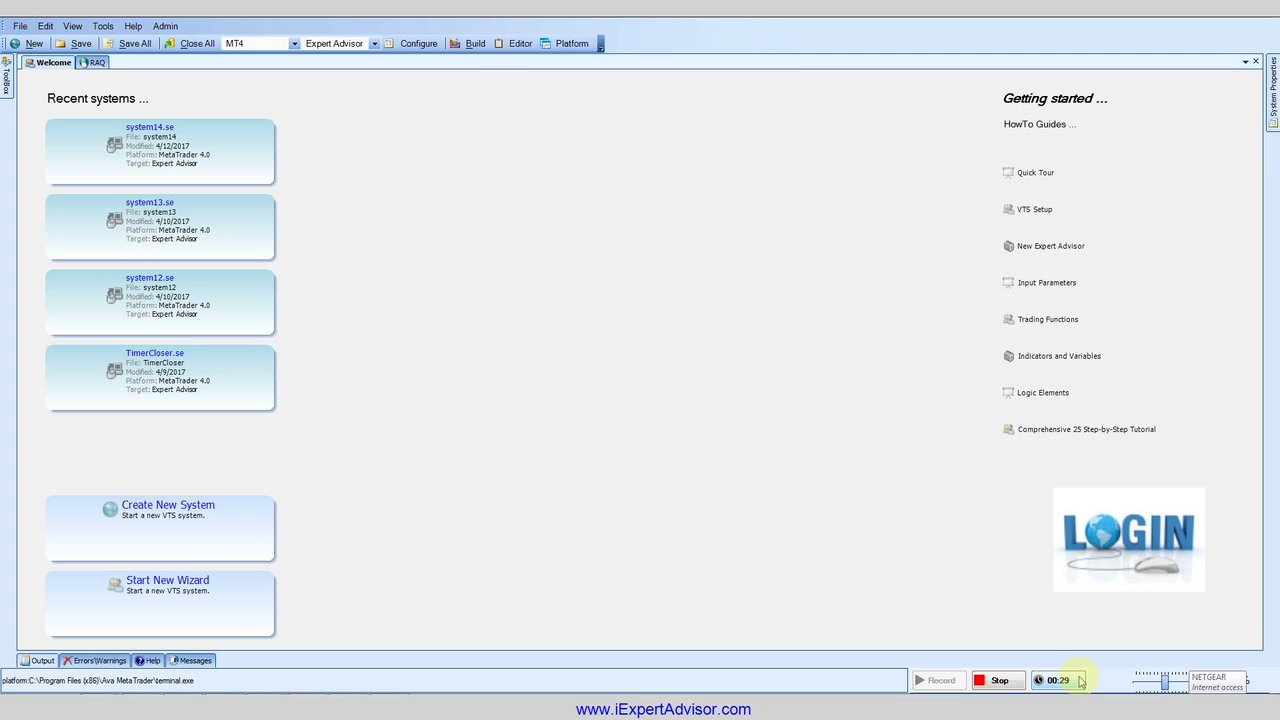 File Edit View Tools Help Admin
New Save Save All Close All MT4 Expert Advisor Configure Build Editor Platform
Welcome RAQ
ToolBox
System Properties
Recent systems ...
system14.se
File: system14
Modified: 4/12/2017
Platform: MetaTrader 4.0
Target: Expert Advisor
system13.se
File: system13
Modified: 4/10/2017
Platform: MetaTrader 4.0
Target: Expert Advisor
system12.se
File: system12
Modified: 4/10/2017
Platform: MetaTrader 4.0
Target: Expert Advisor
TimerCloser.se
File: TimerCloser
Modified: 4/9/2017
Platform: MetaTrader 4.0
Target: Expert Advisor
Create New System
Start a new VTS system.
Start New Wizard
Start a new VTS system.
Getting started ...
HowTo Guides ...
Quick Tour
VTS Setup
New Expert Advisor
Input Parameters
Trading Functions
Indicators and Variables
Logic Elements
Comprehensive 25 Step-by-Step Tutorial
LOGIN
Output Errors\Warnings Help Messages
platform:C:\Program Files (x86)\Ava MetaTrader\terminal.exe
Record Stop 00:29
NETGEAR
Internet access
www.iExpertAdvisor.com